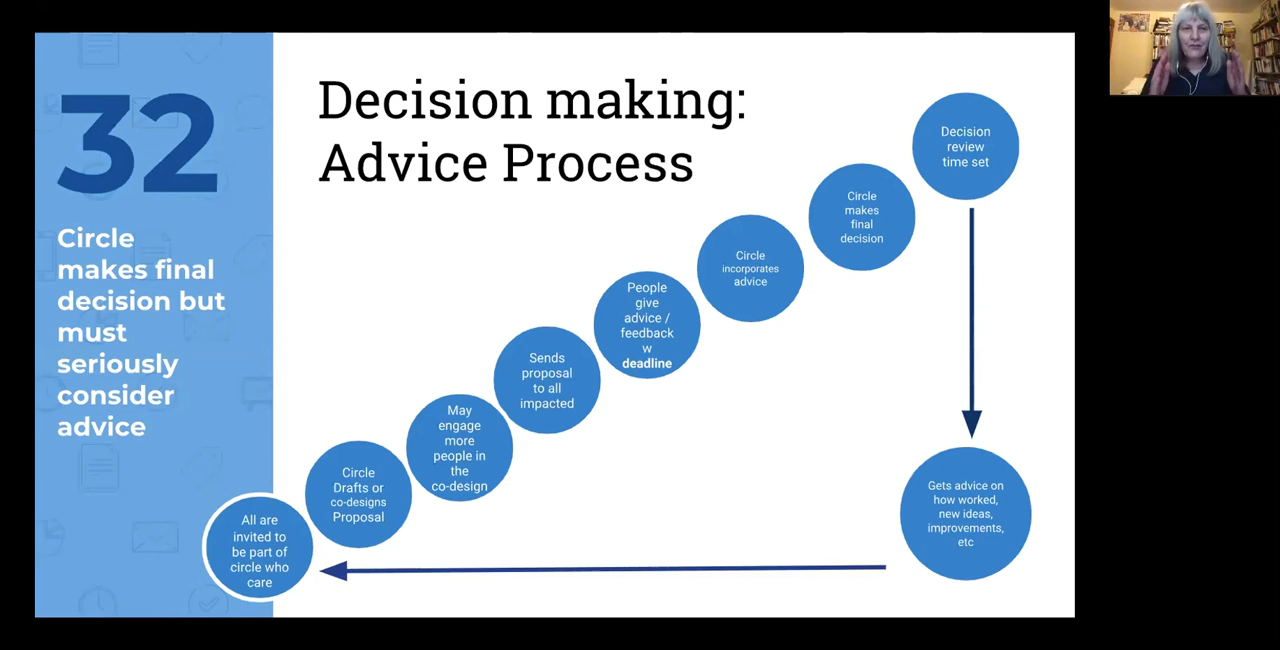 32
Circle
makes final
decision but
must
seriously
consider
advice
Decision making:
Advice Process
All are
invited to
be part of
circle who
care
Circle
Drafts or
co-designs
Proposal
May
engage
more
people in
the
co-design
Sends
proposal
to all
impacted
People
give
advice /
feedback
w
deadline
Circle
incorporates
advice
Circle
makes
final
decision
Decision
review
time set
Gets advice on
how worked,
new ideas,
improvements,
etc